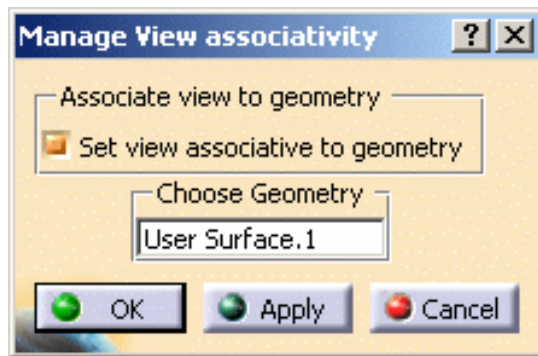 Manage View associativity
Associate view to geometry
Set view associative to geometry
Choose Geometry
User Surface.1
OK Apply Cancel